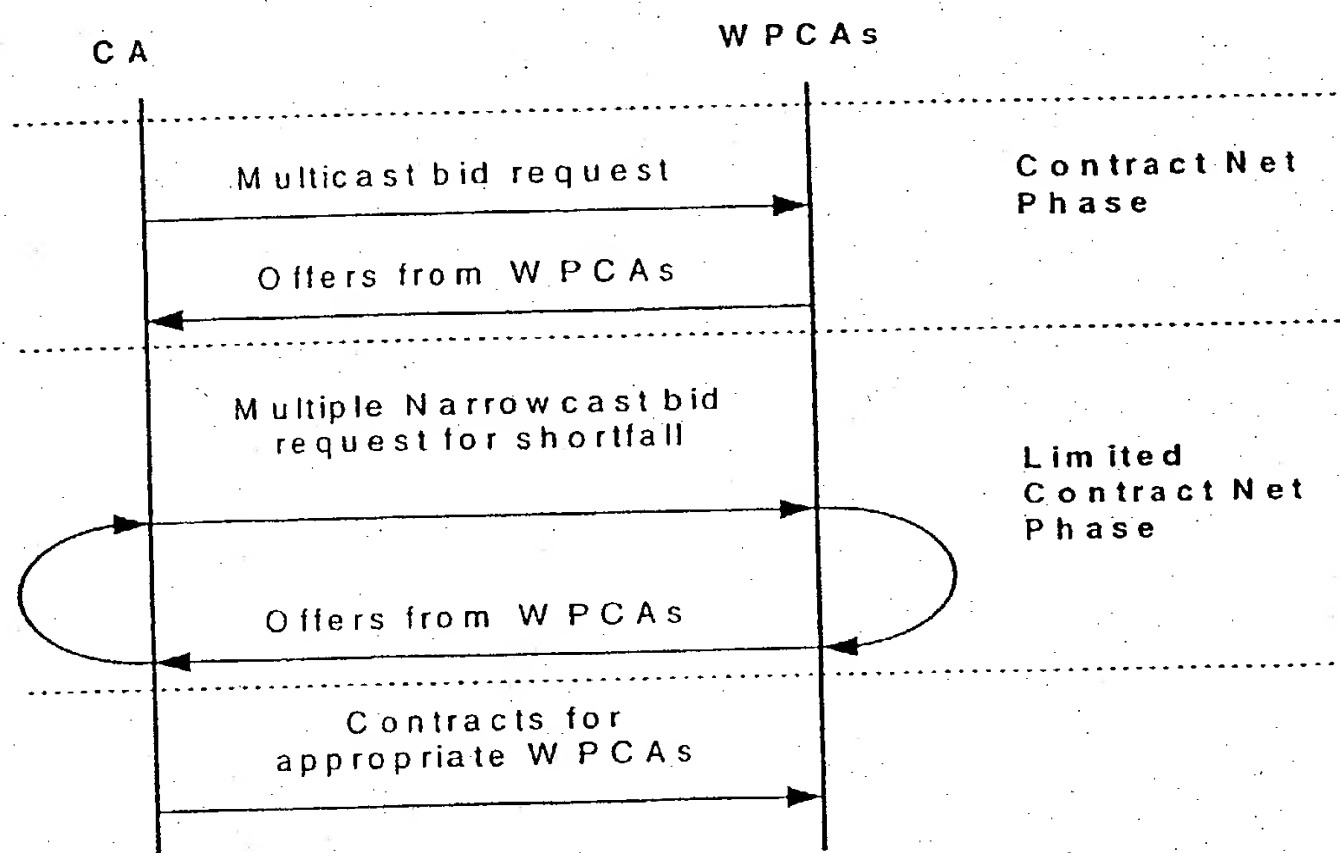 CA
WPCAs
Multicast bid request
Contract Net
Phase
Offers from WPCAs
Multiple Narrowcast bid
request for shortfall
Limited
Contract Net
Phase
Offers from WPCAs
Contracts for
appropriate WPCAs